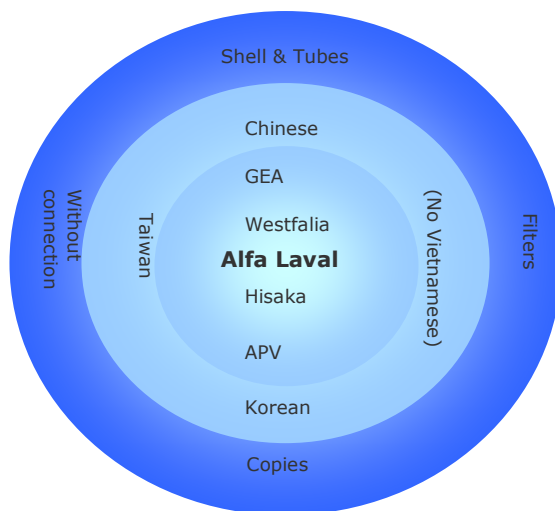 Shell & Tubes
Chinese
GEA
Westfalia
Alfa Laval
Hisaka
APV
Korean
Copies
Without
connection
Taiwan
(No Vietnamese)
Filters